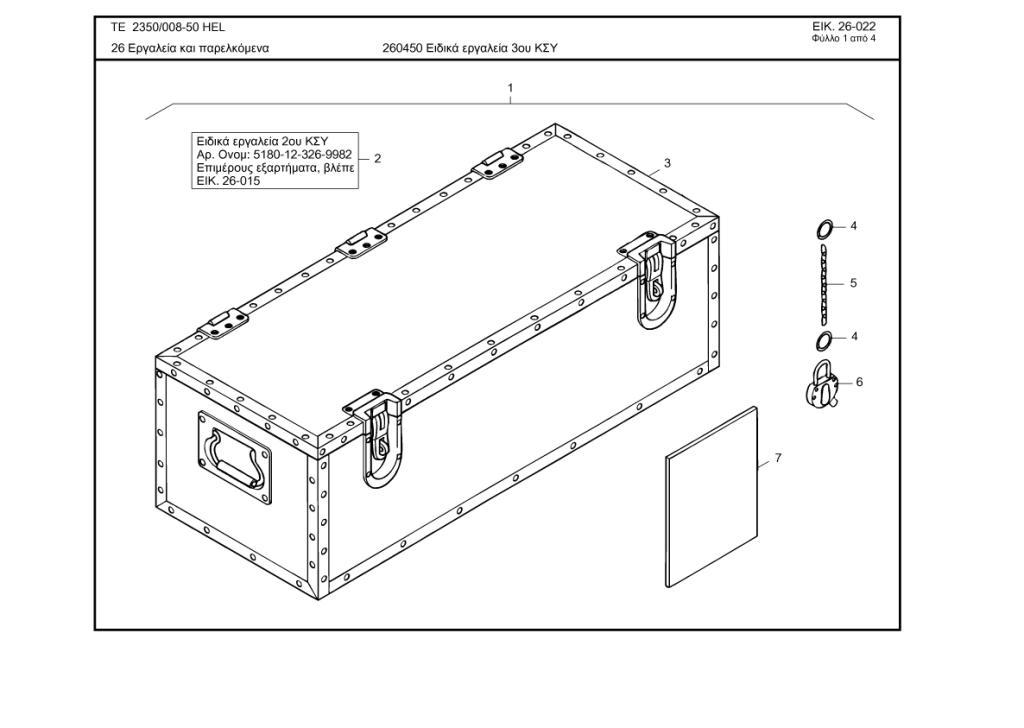 TE 2350/008-50 HEL
ΕΙΚ. 26-022
Φύλλο 1 από 4
26 Εργαλεία και παρελκόμενα
260450 Ειδικά εργαλεία 3ου ΚΣΥ
1
Ειδικά εργαλεία 2ου ΚΣΥ
Αρ. Ονομ: 5180-12-326-9982
Επιμέρους εξαρτήματα, βλέπε
ΕΙΚ. 26-015
2
3
4
5
4
6
7